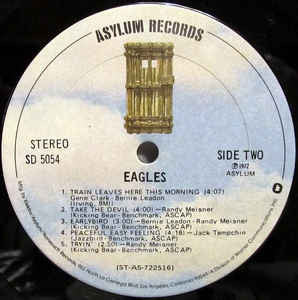 ASYLUM RECORDS
STEREO
SD 5054
SIDE TWO
℗ 1972
ASYLUM
EAGLES
1. TRAIN LEAVES HERE THIS MORNING (4:07)
Gene Clark-Bernie Leadon
(Irving, BMI)
2. TAKE THE DEVIL (4:00)—Randy Meisner
(Kicking Bear-Benchmark, ASCAP)
3. EARLYBIRD (3:00)—Bernie Leadon-Randy Meisner
(Kicking Bear-Benchmark, ASCAP)
4. PEACEFUL EASY FEELING (4:16)—Jack Tempchin
(Jazzbird-Benchmark, ASCAP)
5. TRYIN' (2:50)—Randy Meisner
(Kicking Bear-Benchmark, ASCAP)
(ST-AS-722516)